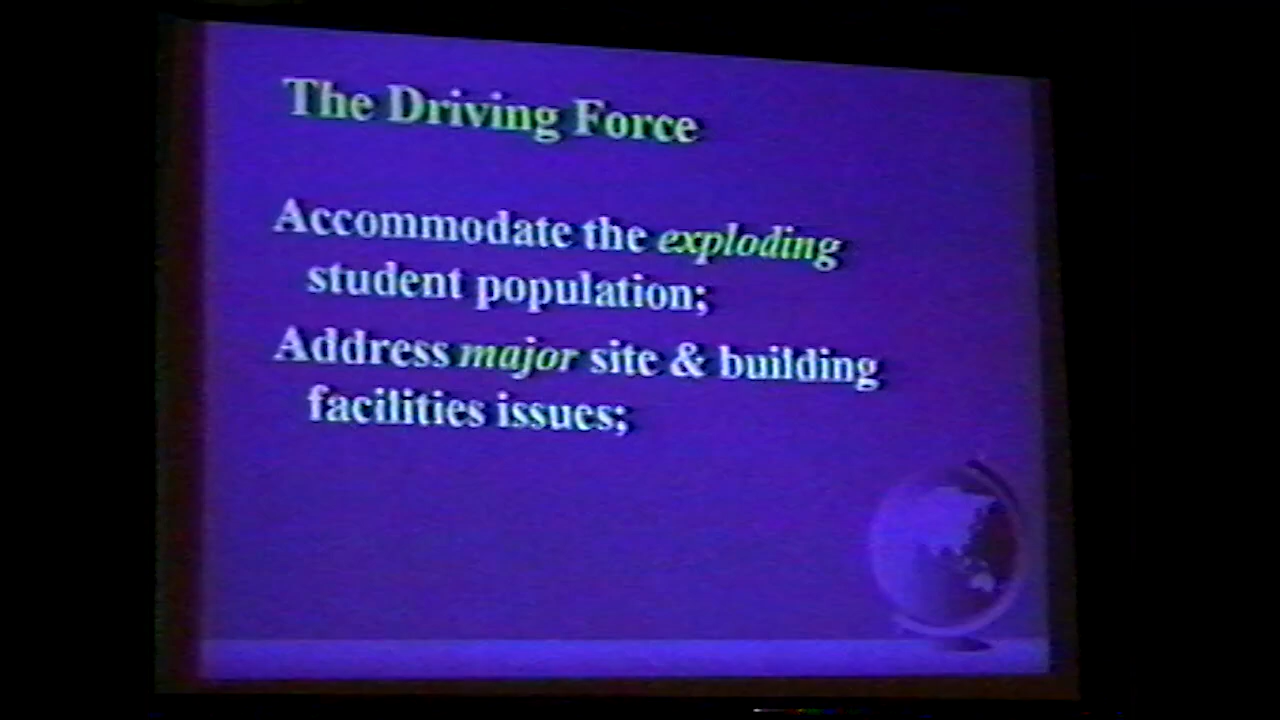 The Driving Force
Accommodate the exploding
student population;
Address major site & building
facilities issues;